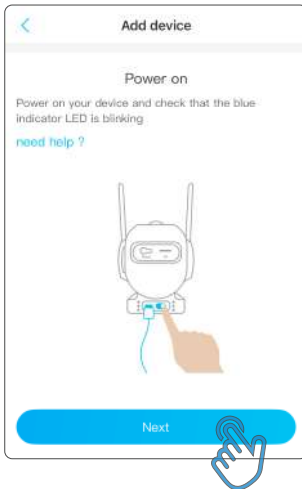 Add device
Power on
Power on your device and check that the blue
indicator LED is blinking
need help ?
Next